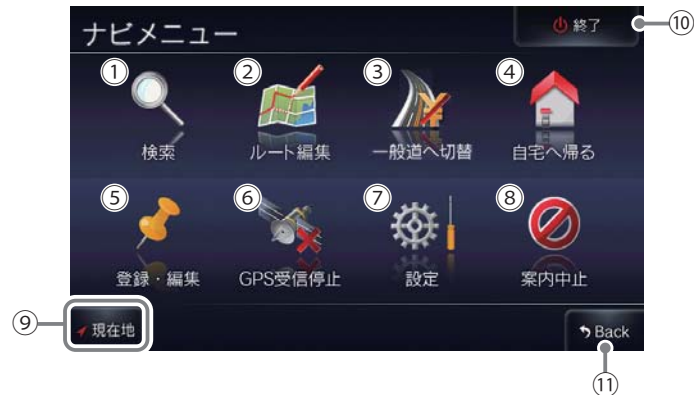 ナビメニュー
終了
⑩
①
②
③
④
検索
ルート編集
一般道へ切替
自宅へ帰る
⑤
⑥
⑦
⑧
登録・編集
GPS受信停止
設定
案内中止
⑨
現在地
Back
⑪